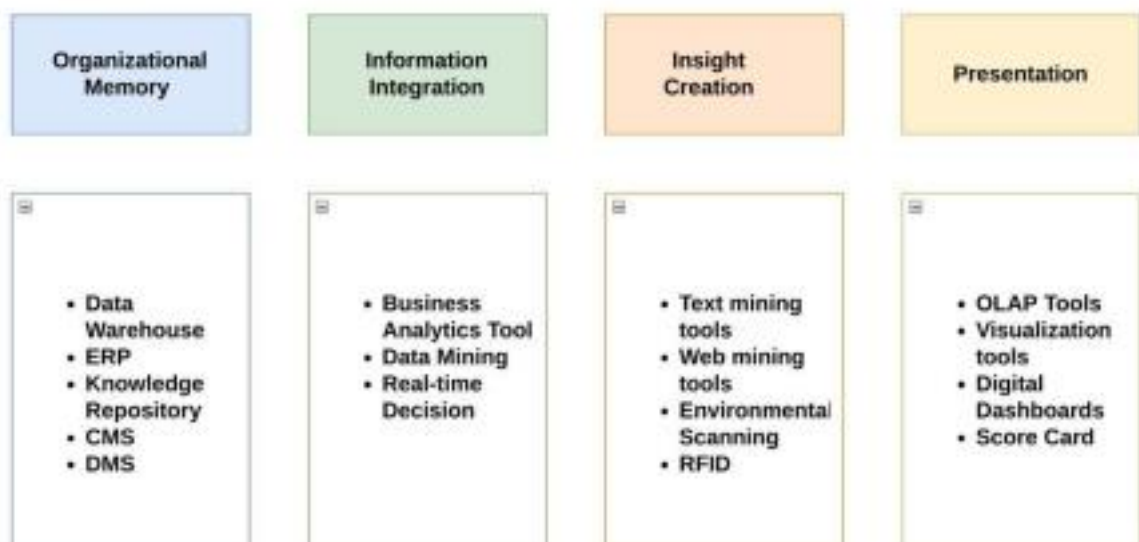 Organizational
Memory
Information
Integration
Insight
Creation
Presentation
• Data
Warehouse
• ERP
• Knowledge
Repository
• CMS
• DMS
• Business
Analytics Tool
• Data Mining
• Real-time
Decision
• Text mining
tools
• Web mining
tools
• Environmental
Scanning
• RFID
• OLAP Tools
• Visualization
tools
• Digital
Dashboards
• Score Card